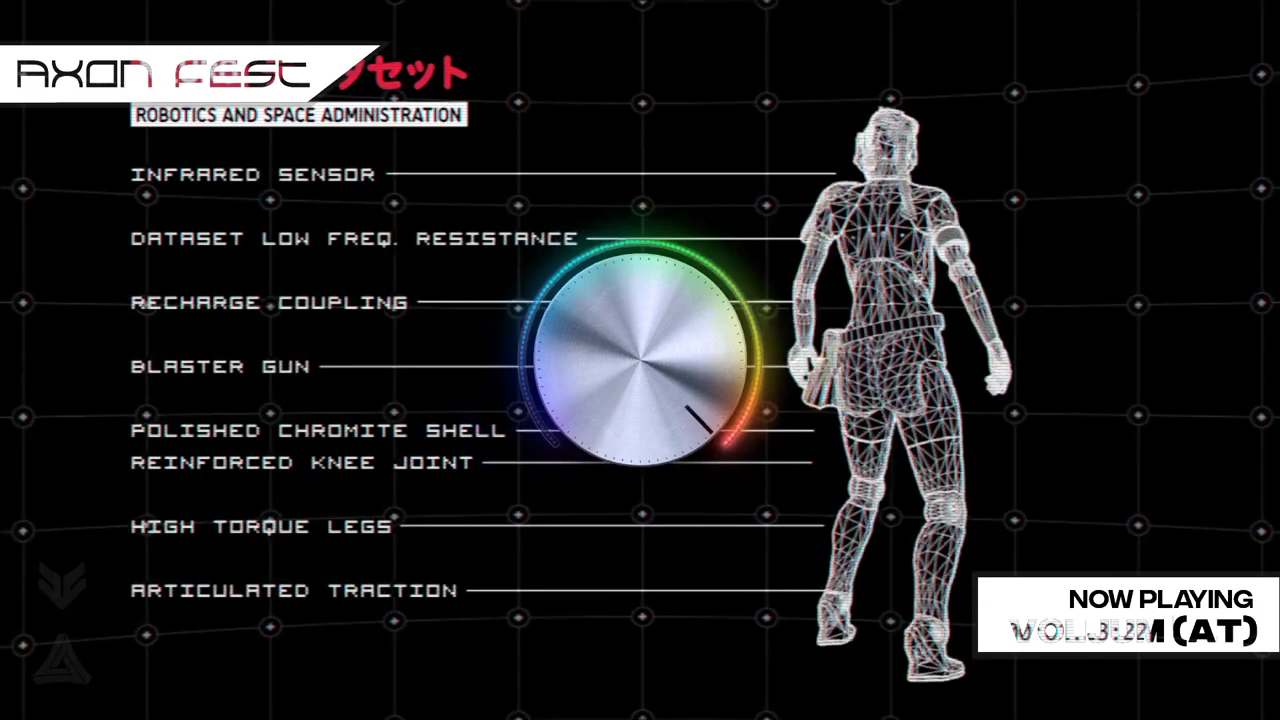 AXON FEST タセット
ROBOTICS AND SPACE ADMINISTRATION
INFRARED SENSOR
DATASET LOW FREQ. RESISTANCE
RECHARGE COUPLING
BLASTER GUN
POLISHED CHROMITE SHELL
REINFORCED KNEE JOINT
HIGH TORQUE LEGS
ARTICULATED TRACTION
NOW PLAYING
(AT)